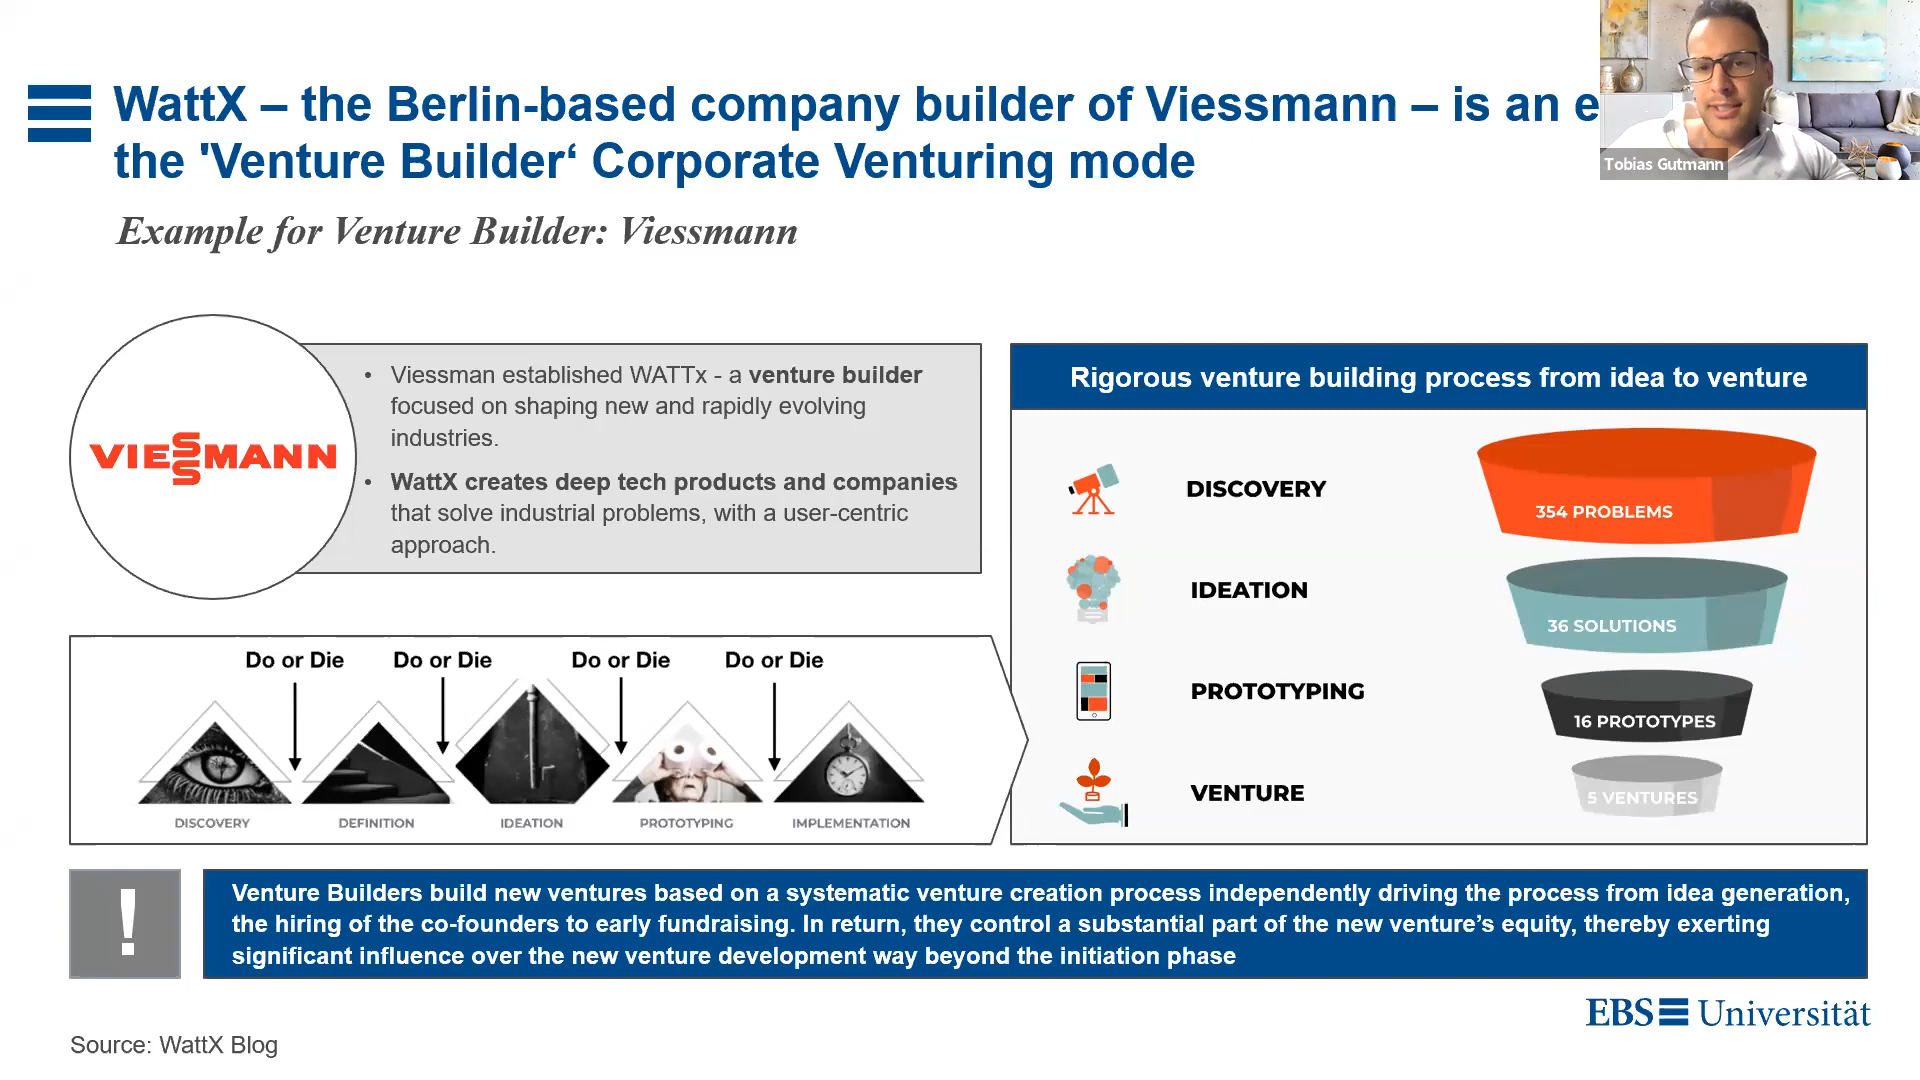 WattX – the Berlin-based company builder of Viessmann – is an e
the 'Venture Builder‘ Corporate Venturing mode
Tobias Gutmann
Example for Venture Builder: Viessmann
VIESSMANN
• Viessman established WATTx - a venture builder
focused on shaping new and rapidly evolving
industries.
• WattX creates deep tech products and companies
that solve industrial problems, with a user-centric
approach.
Do or Die Do or Die Do or Die Do or Die
DISCOVERY DEFINITION IDEATION PROTOTYPING IMPLEMENTATION
Rigorous venture building process from idea to venture
DISCOVERY
354 PROBLEMS
IDEATION
36 SOLUTIONS
PROTOTYPING
16 PROTOTYPES
VENTURE
5 VENTURES
!
Venture Builders build new ventures based on a systematic venture creation process independently driving the process from idea generation,
the hiring of the co-founders to early fundraising. In return, they control a substantial part of the new venture’s equity, thereby exerting
significant influence over the new venture development way beyond the initiation phase
EBS Universität
Source: WattX Blog